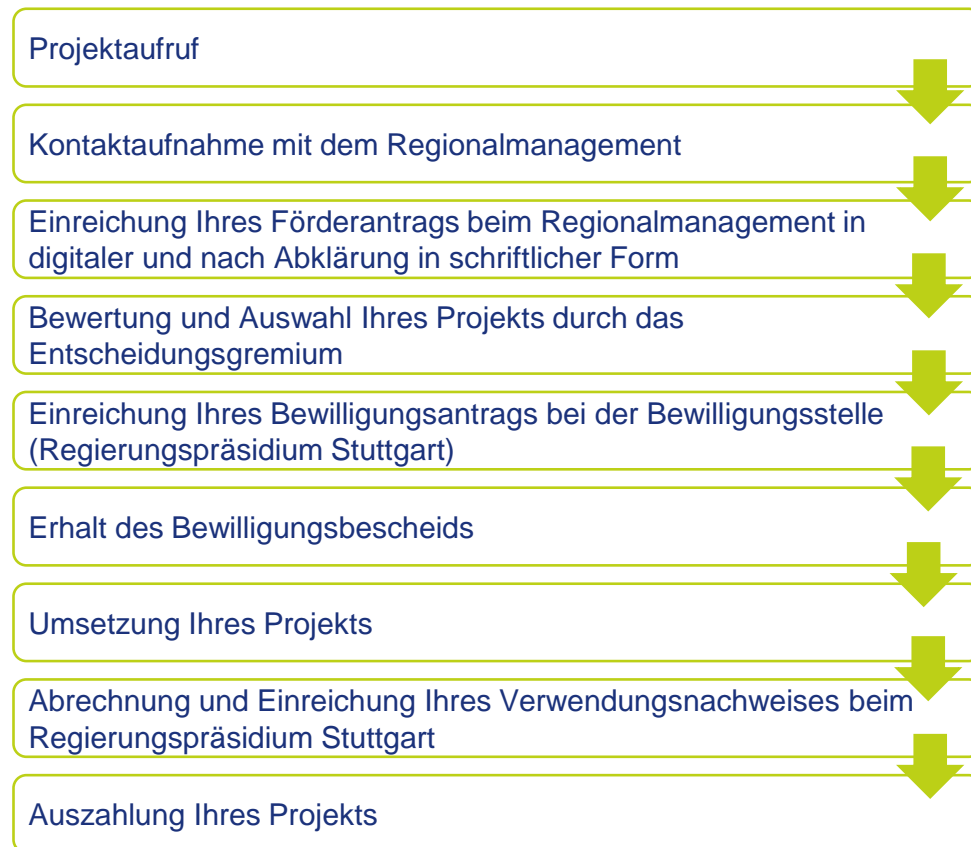 Projektaufruf
Kontaktaufnahme mit dem Regionalmanagement
Einreichung Ihres Förderantrags beim Regionalmanagement in
digitaler und nach Abklärung in schriftlicher Form
Bewertung und Auswahl Ihres Projekts durch das
Entscheidungsgremium
Einreichung Ihres Bewilligungsantrags bei der Bewilligungsstelle
(Regierungspräsidium Stuttgart)
Erhalt des Bewilligungsbescheids
Umsetzung Ihres Projekts
Abrechnung und Einreichung Ihres Verwendungsnachweises beim
Regierungspräsidium Stuttgart
Auszahlung Ihres Projekts